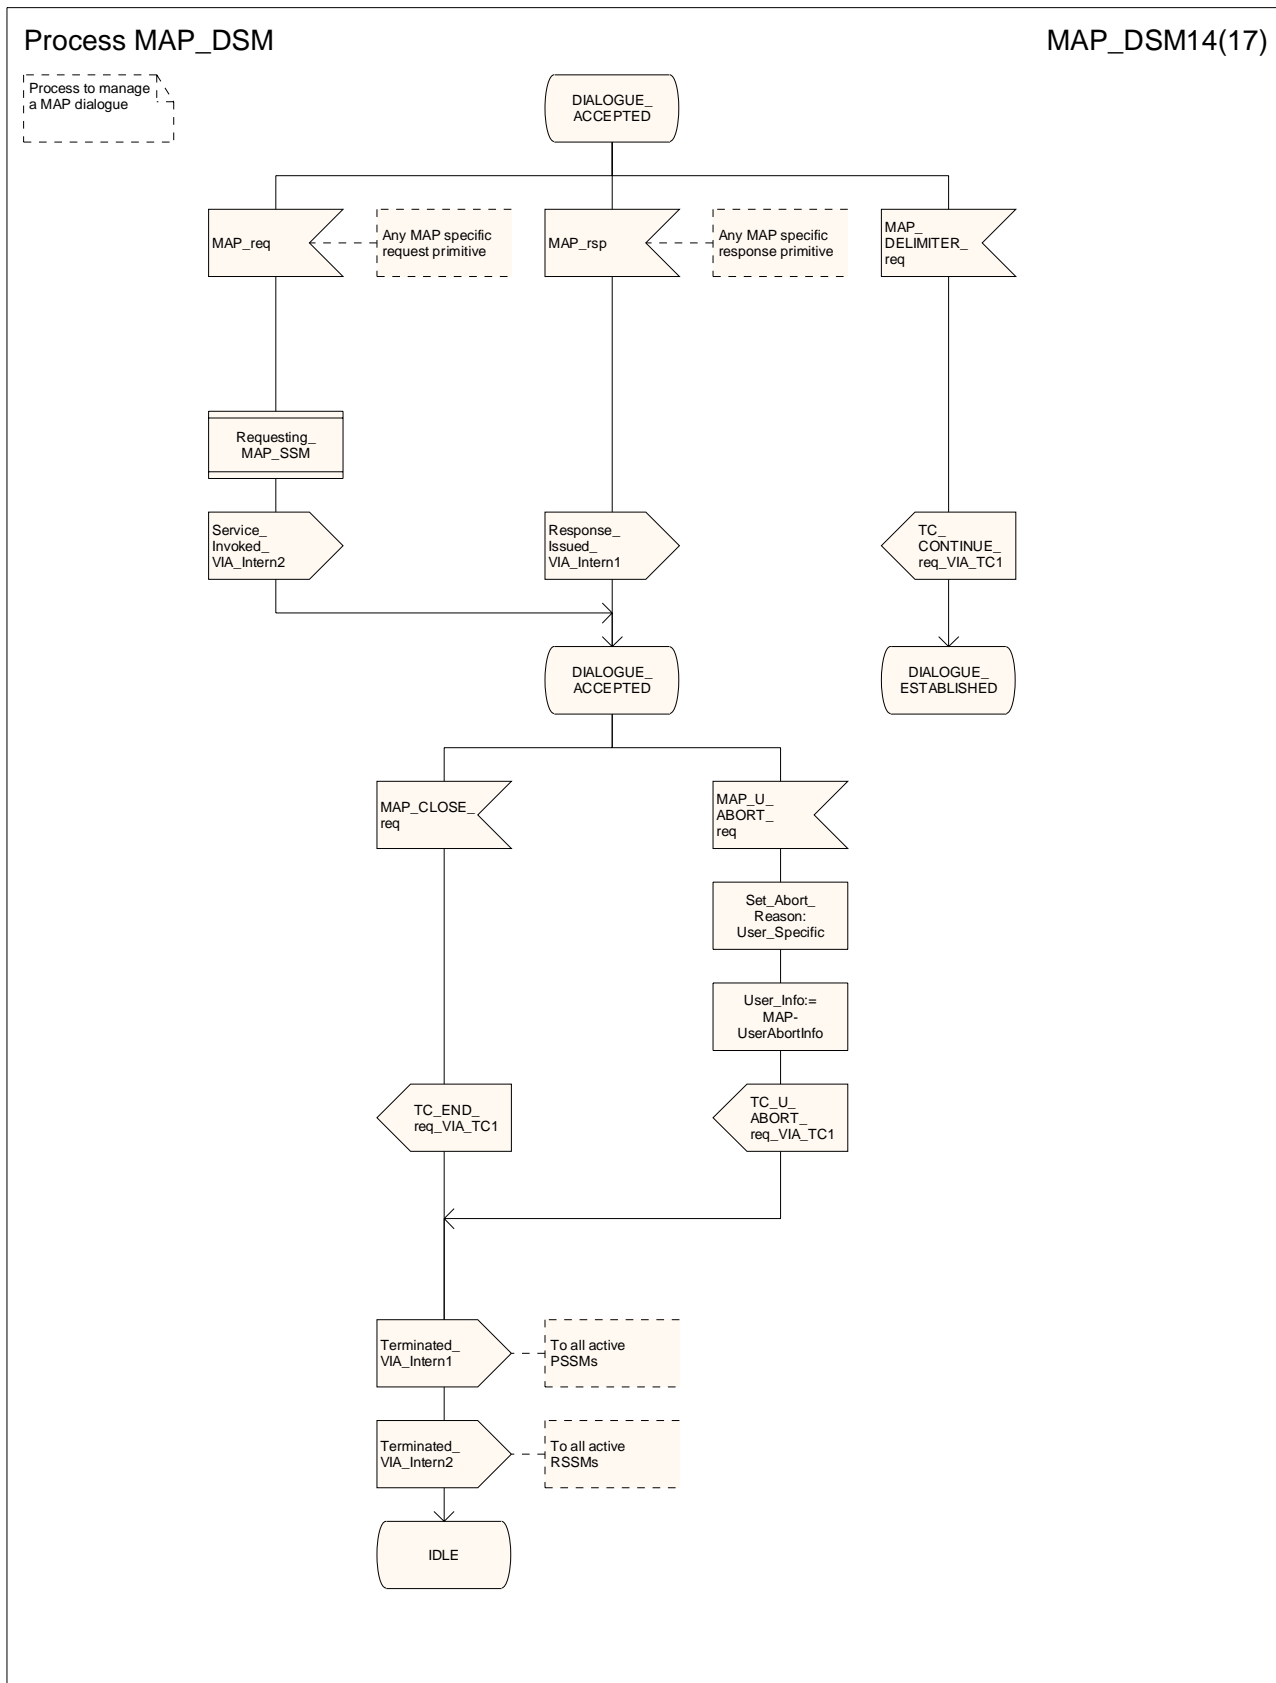 Process MAP_DSM
MAP_DSM14(17)
Process to manage
a MAP dialogue
DIALOGUE_
ACCEPTED
MAP_req
Any MAP specific
request primitive
MAP_rsp
Any MAP specific
response primitive
MAP_
DELIMITER_
req
Requesting_
MAP_SSM
Service_
Invoked_
VIA_Intern2
Response_
Issued_
VIA_Intern1
TC_
CONTINUE_
req_VIA_TC1
DIALOGUE_
ACCEPTED
DIALOGUE_
ESTABLISHED
MAP_CLOSE_
req
MAP_U_
ABORT_
req
Set_Abort_
Reason:
User_Specific
User_Info:=
MAP-
UserAbortInfo
TC_END_
req_VIA_TC1
TC_U_
ABORT_
req_VIA_TC1
Terminated_
VIA_Intern1
To all active
PSSMs
Terminated_
VIA_Intern2
To all active
RSSMs
IDLE